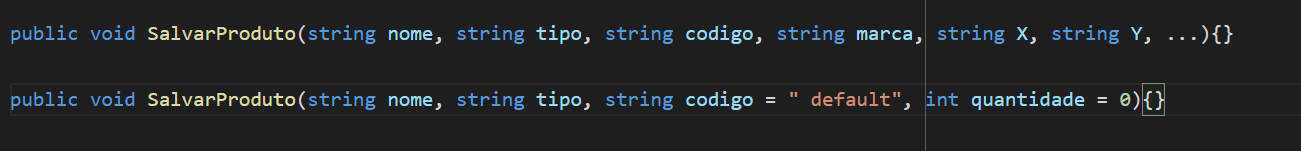 public void SalvarProduto(string nome, string tipo, string codigo, string marca, string X, string Y, ...){}
public void SalvarProduto(string nome, string tipo, string codigo = " default", int quantidade = 0){}